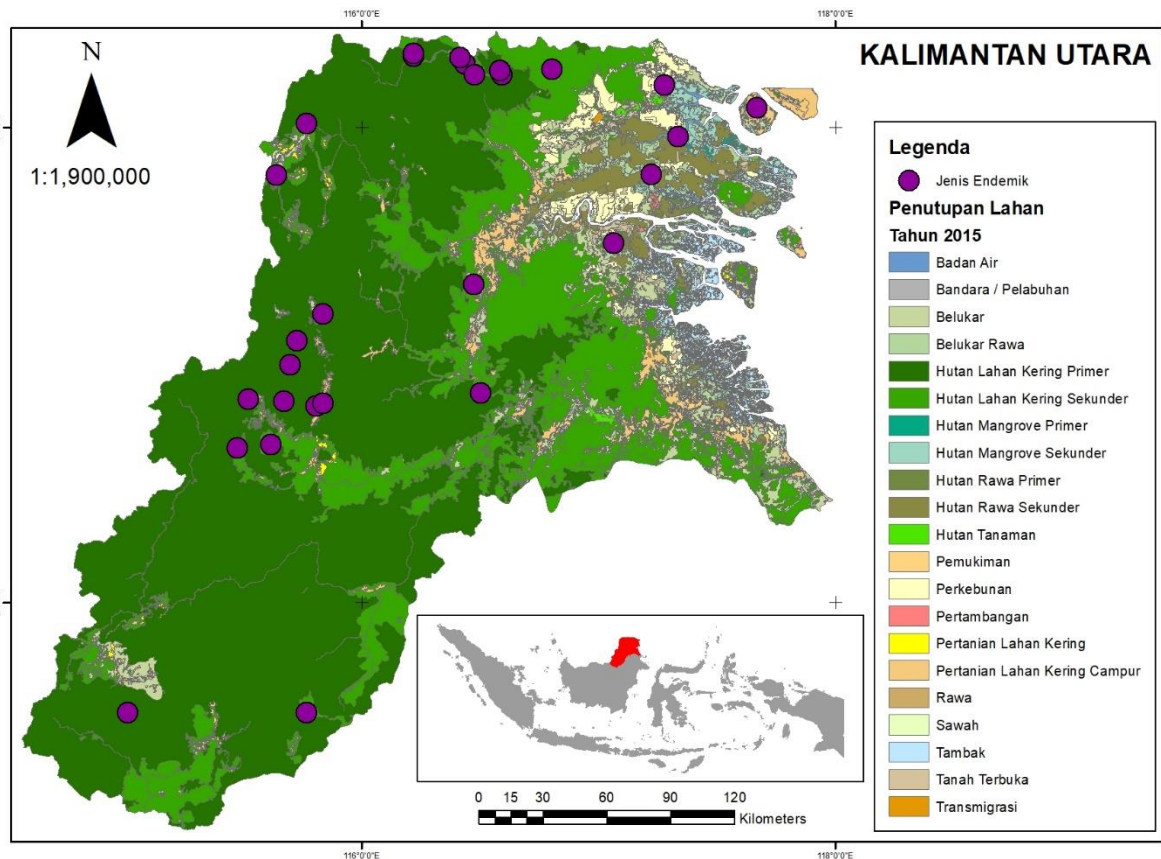 116°0'0"E
118°0'0"E
N
1:1,900,000
KALIMANTAN UTARA
Legenda
Jenis Endemik
Penutupan Lahan
Tahun 2015
Badan Air
Bandara / Pelabuhan
Belukar
Belukar Rawa
Hutan Lahan Kering Primer
Hutan Lahan Kering Sekunder
Hutan Mangrove Primer
Hutan Mangrove Sekunder
Hutan Rawa Primer
Hutan Rawa Sekunder
Hutan Tanaman
Pemukiman
Perkebunan
Pertambangan
Pertanian Lahan Kering
Pertanian Lahan Kering Campur
Rawa
Sawah
Tambak
Tanah Terbuka
Transmigrasi
0 15 30 60 90 120
Kilometers
116°0'0"E
118°0'0"E